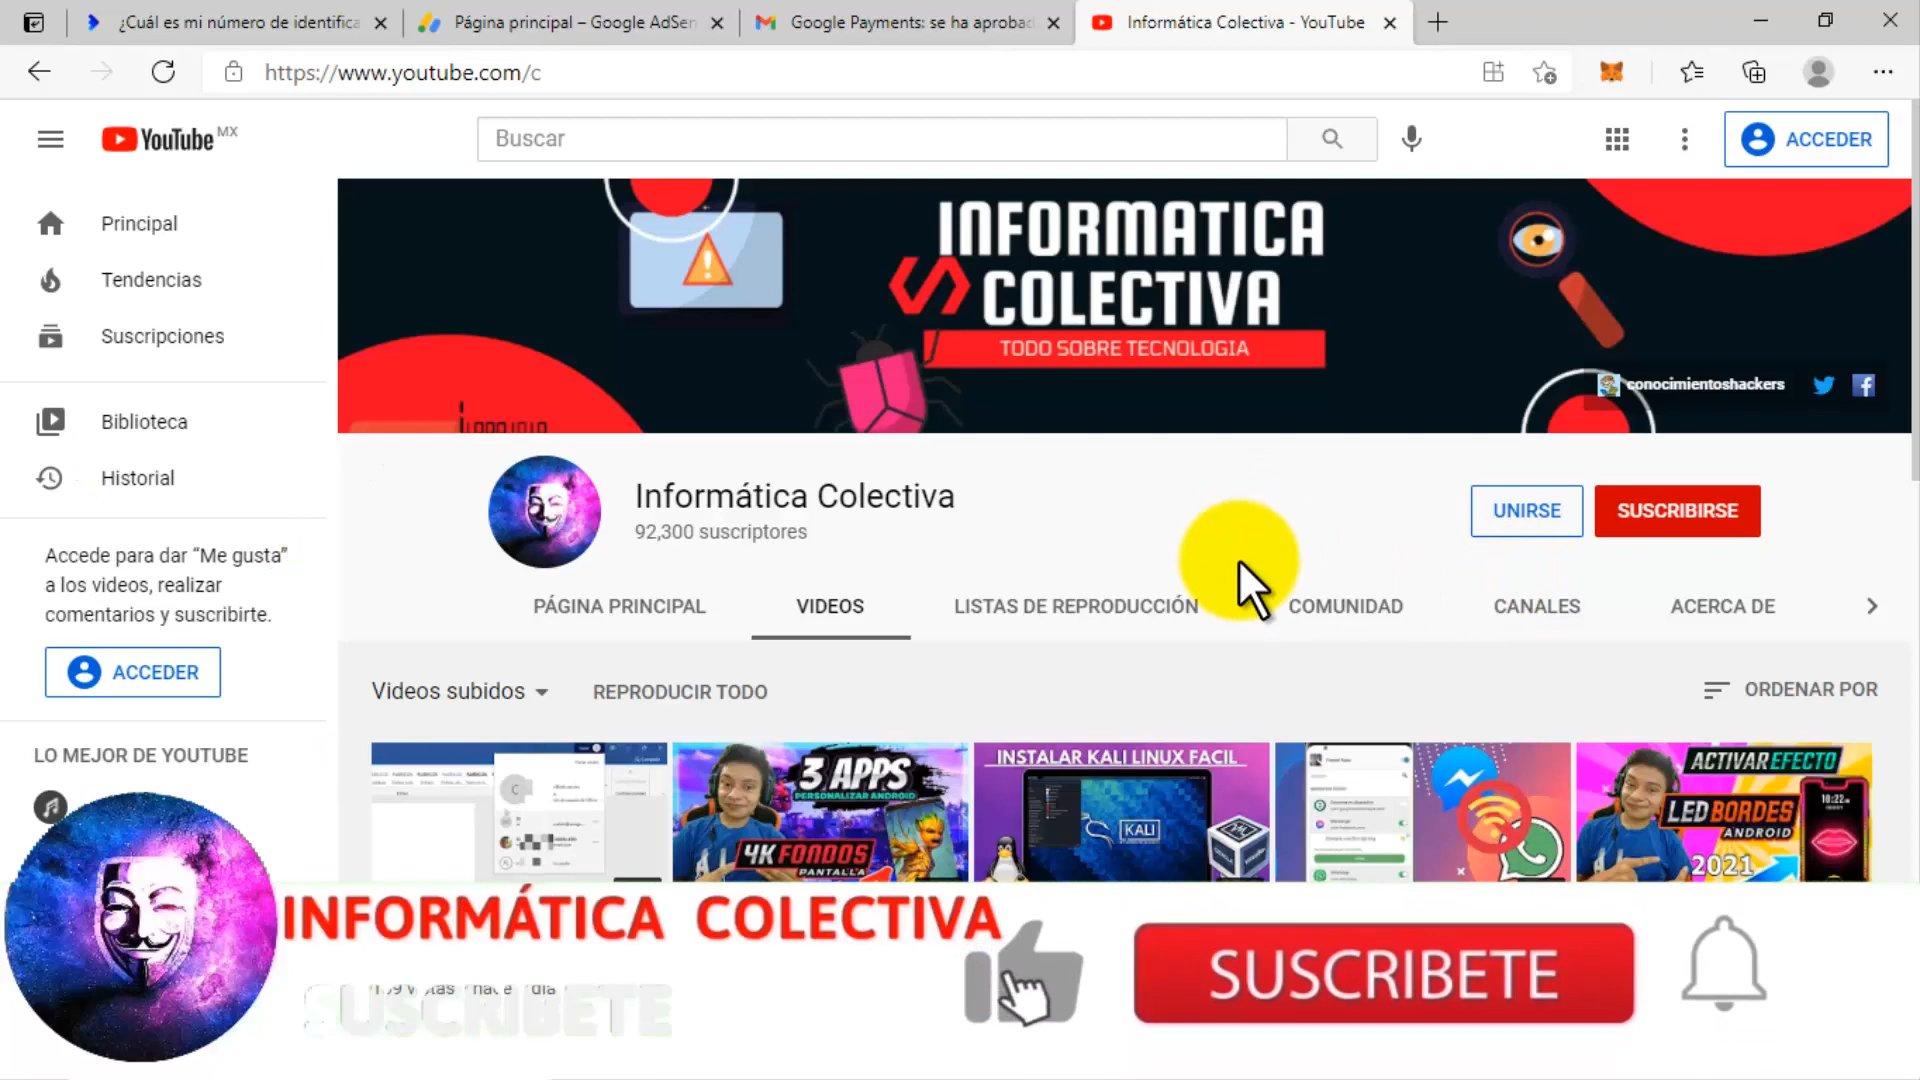 ¿Cuál es mi número de identifica
Página principal – Google AdSen
Google Payments: se ha aprobad
Informática Colectiva - YouTube
https://www.youtube.com/c
YouTube MX
Buscar
ACCEDER
Principal
Tendencias
Suscripciones
Biblioteca
Historial
Accede para dar “Me gusta”
a los videos, realizar
comentarios y suscribirte.
ACCEDER
LO MEJOR DE YOUTUBE
INFORMATICA
COLECTIVA
TODO SOBRE TECNOLOGIA
conocimientoshackers
Informática Colectiva
92,300 suscriptores
UNIRSE
SUSCRIBIRSE
PÁGINA PRINCIPAL
VIDEOS
LISTAS DE REPRODUCCIÓN
COMUNIDAD
CANALES
ACERCA DE
Videos subidos
REPRODUCIR TODO
ORDENAR POR
3 APPS
PERSONALIZAR ANDROID
4K FONDOS
PANTALLA
INSTALAR KALI LINUX FACIL
KALI
ACTIVAR EFECTO
LED BORDES
ANDROID
2021
10:22
INFORMÁTICA COLECTIVA
SUSCRIBETE
SUSCRIBETE